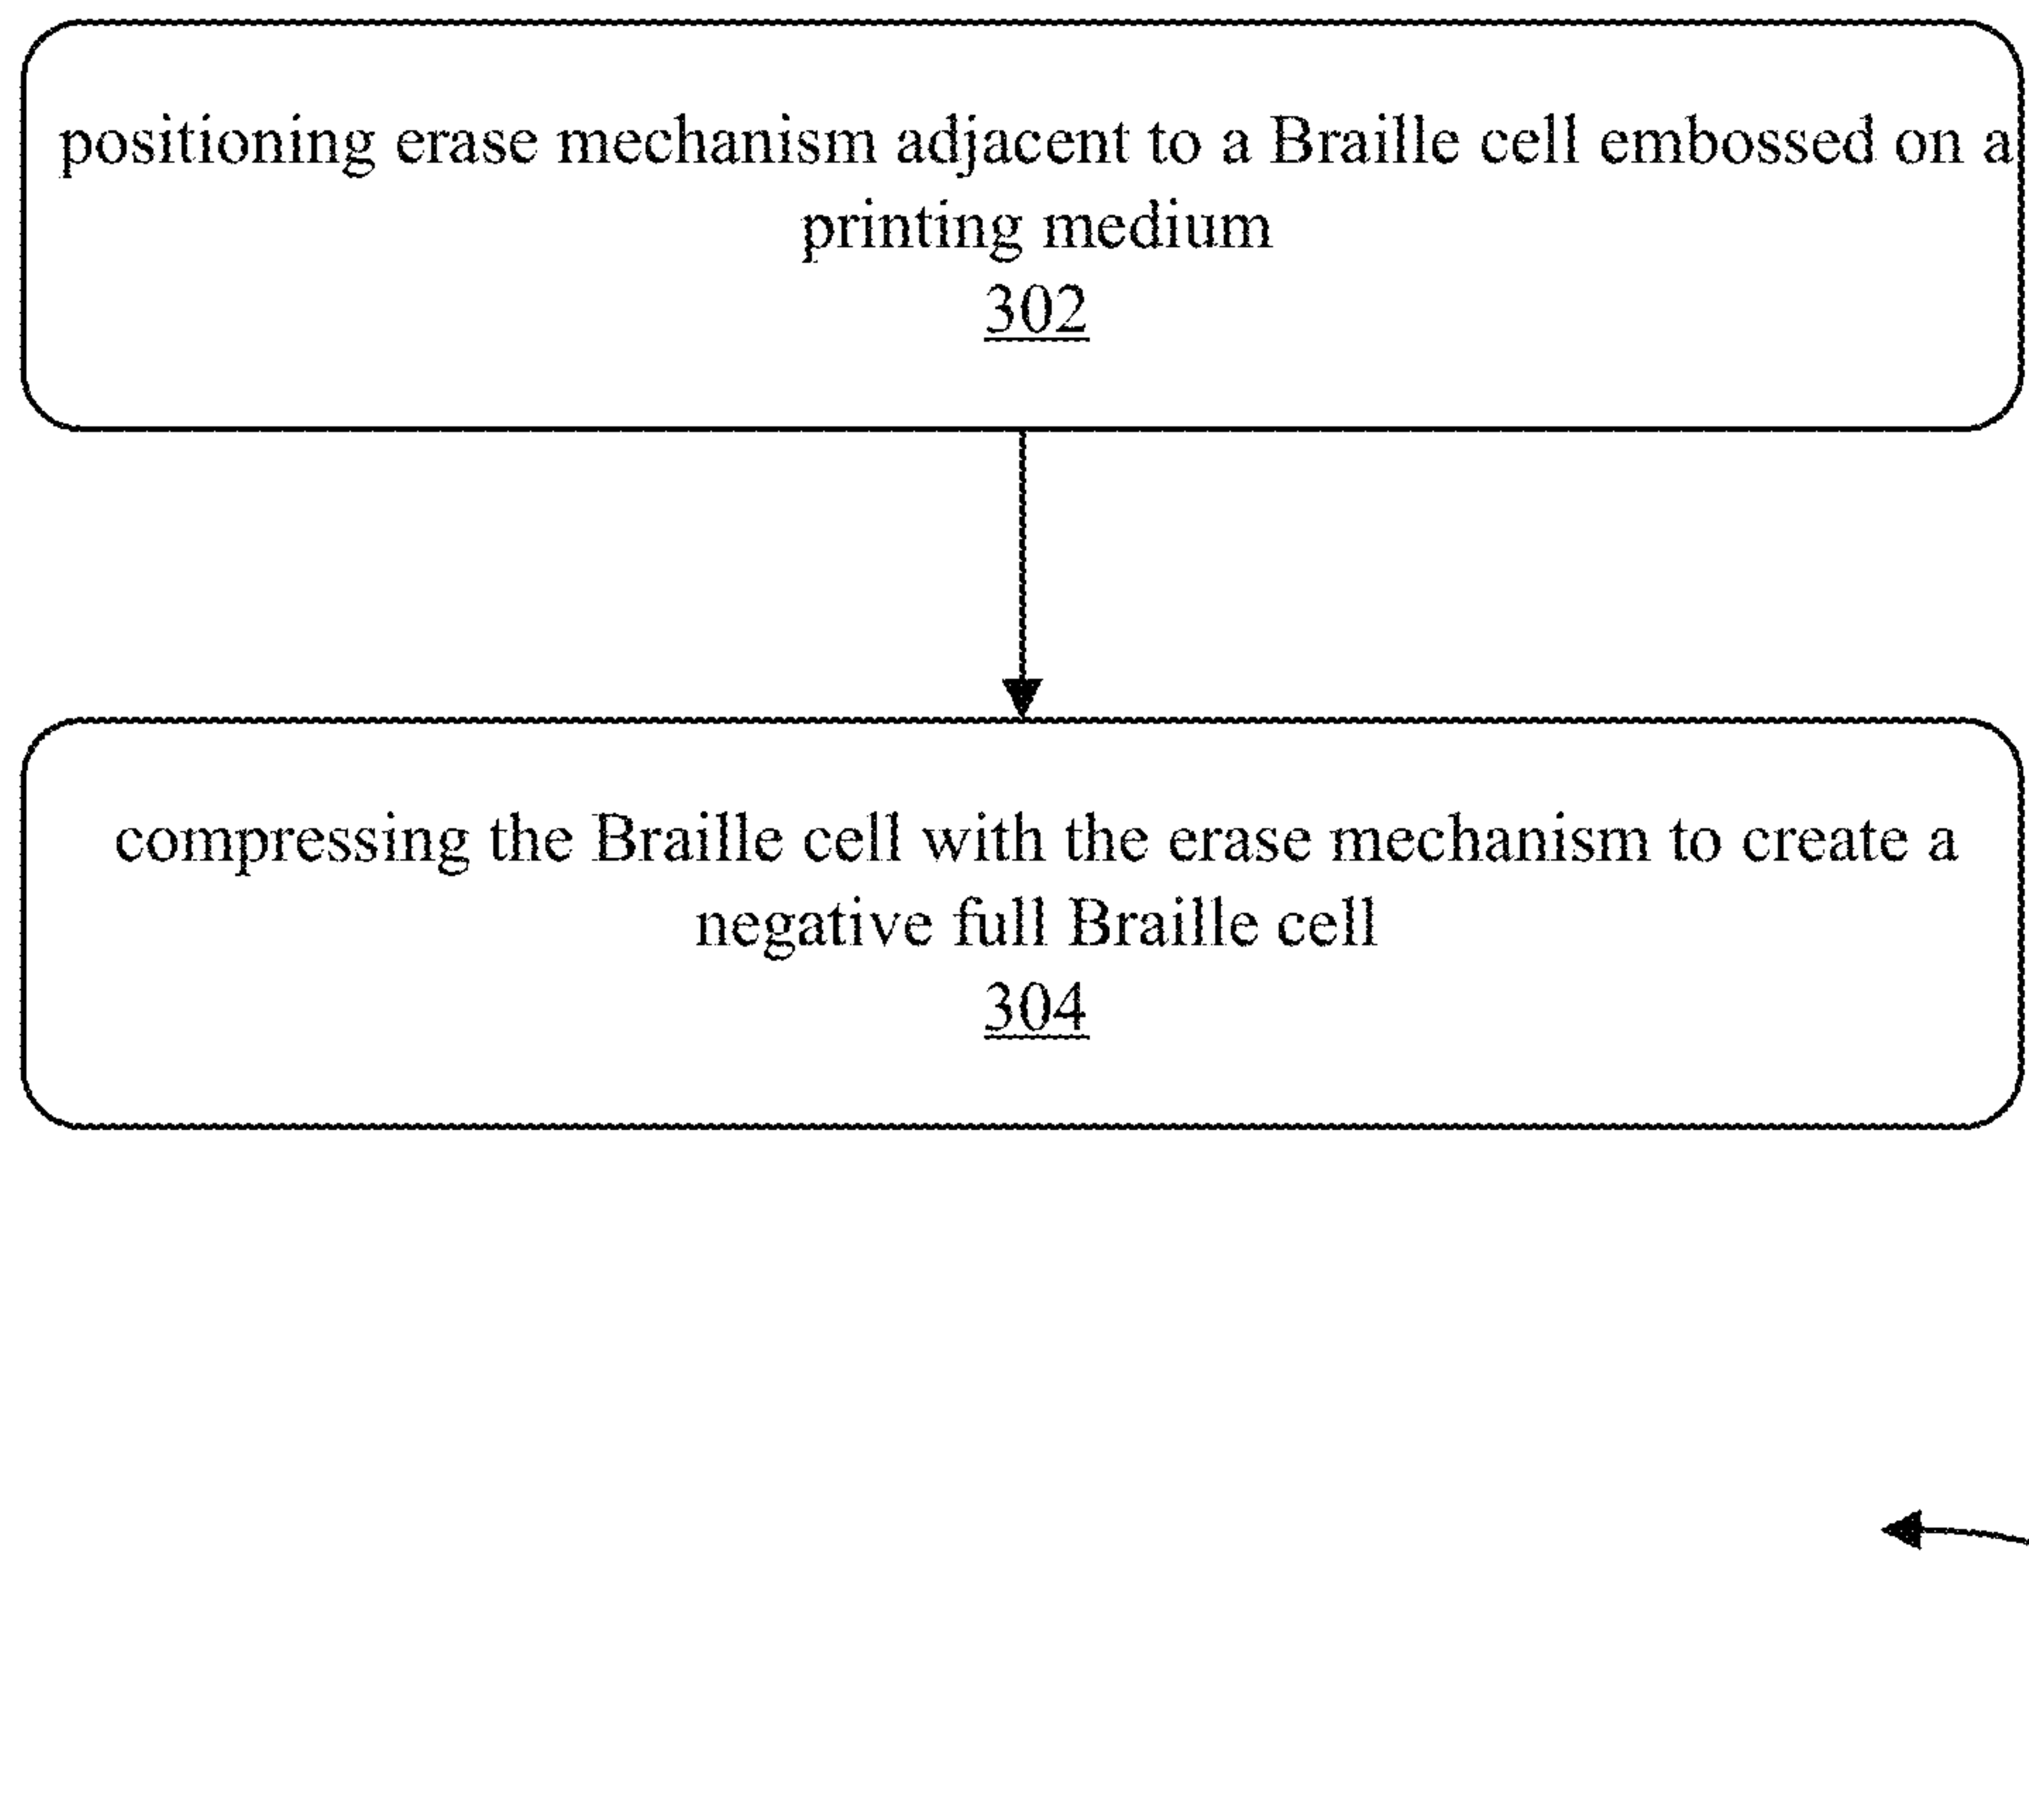 positioning erase mechanism adjacent to a Braille cell embossed on a
printing medium
302
compressing the Braille cell with the erase mechanism to create a
negative full Braille cell
304